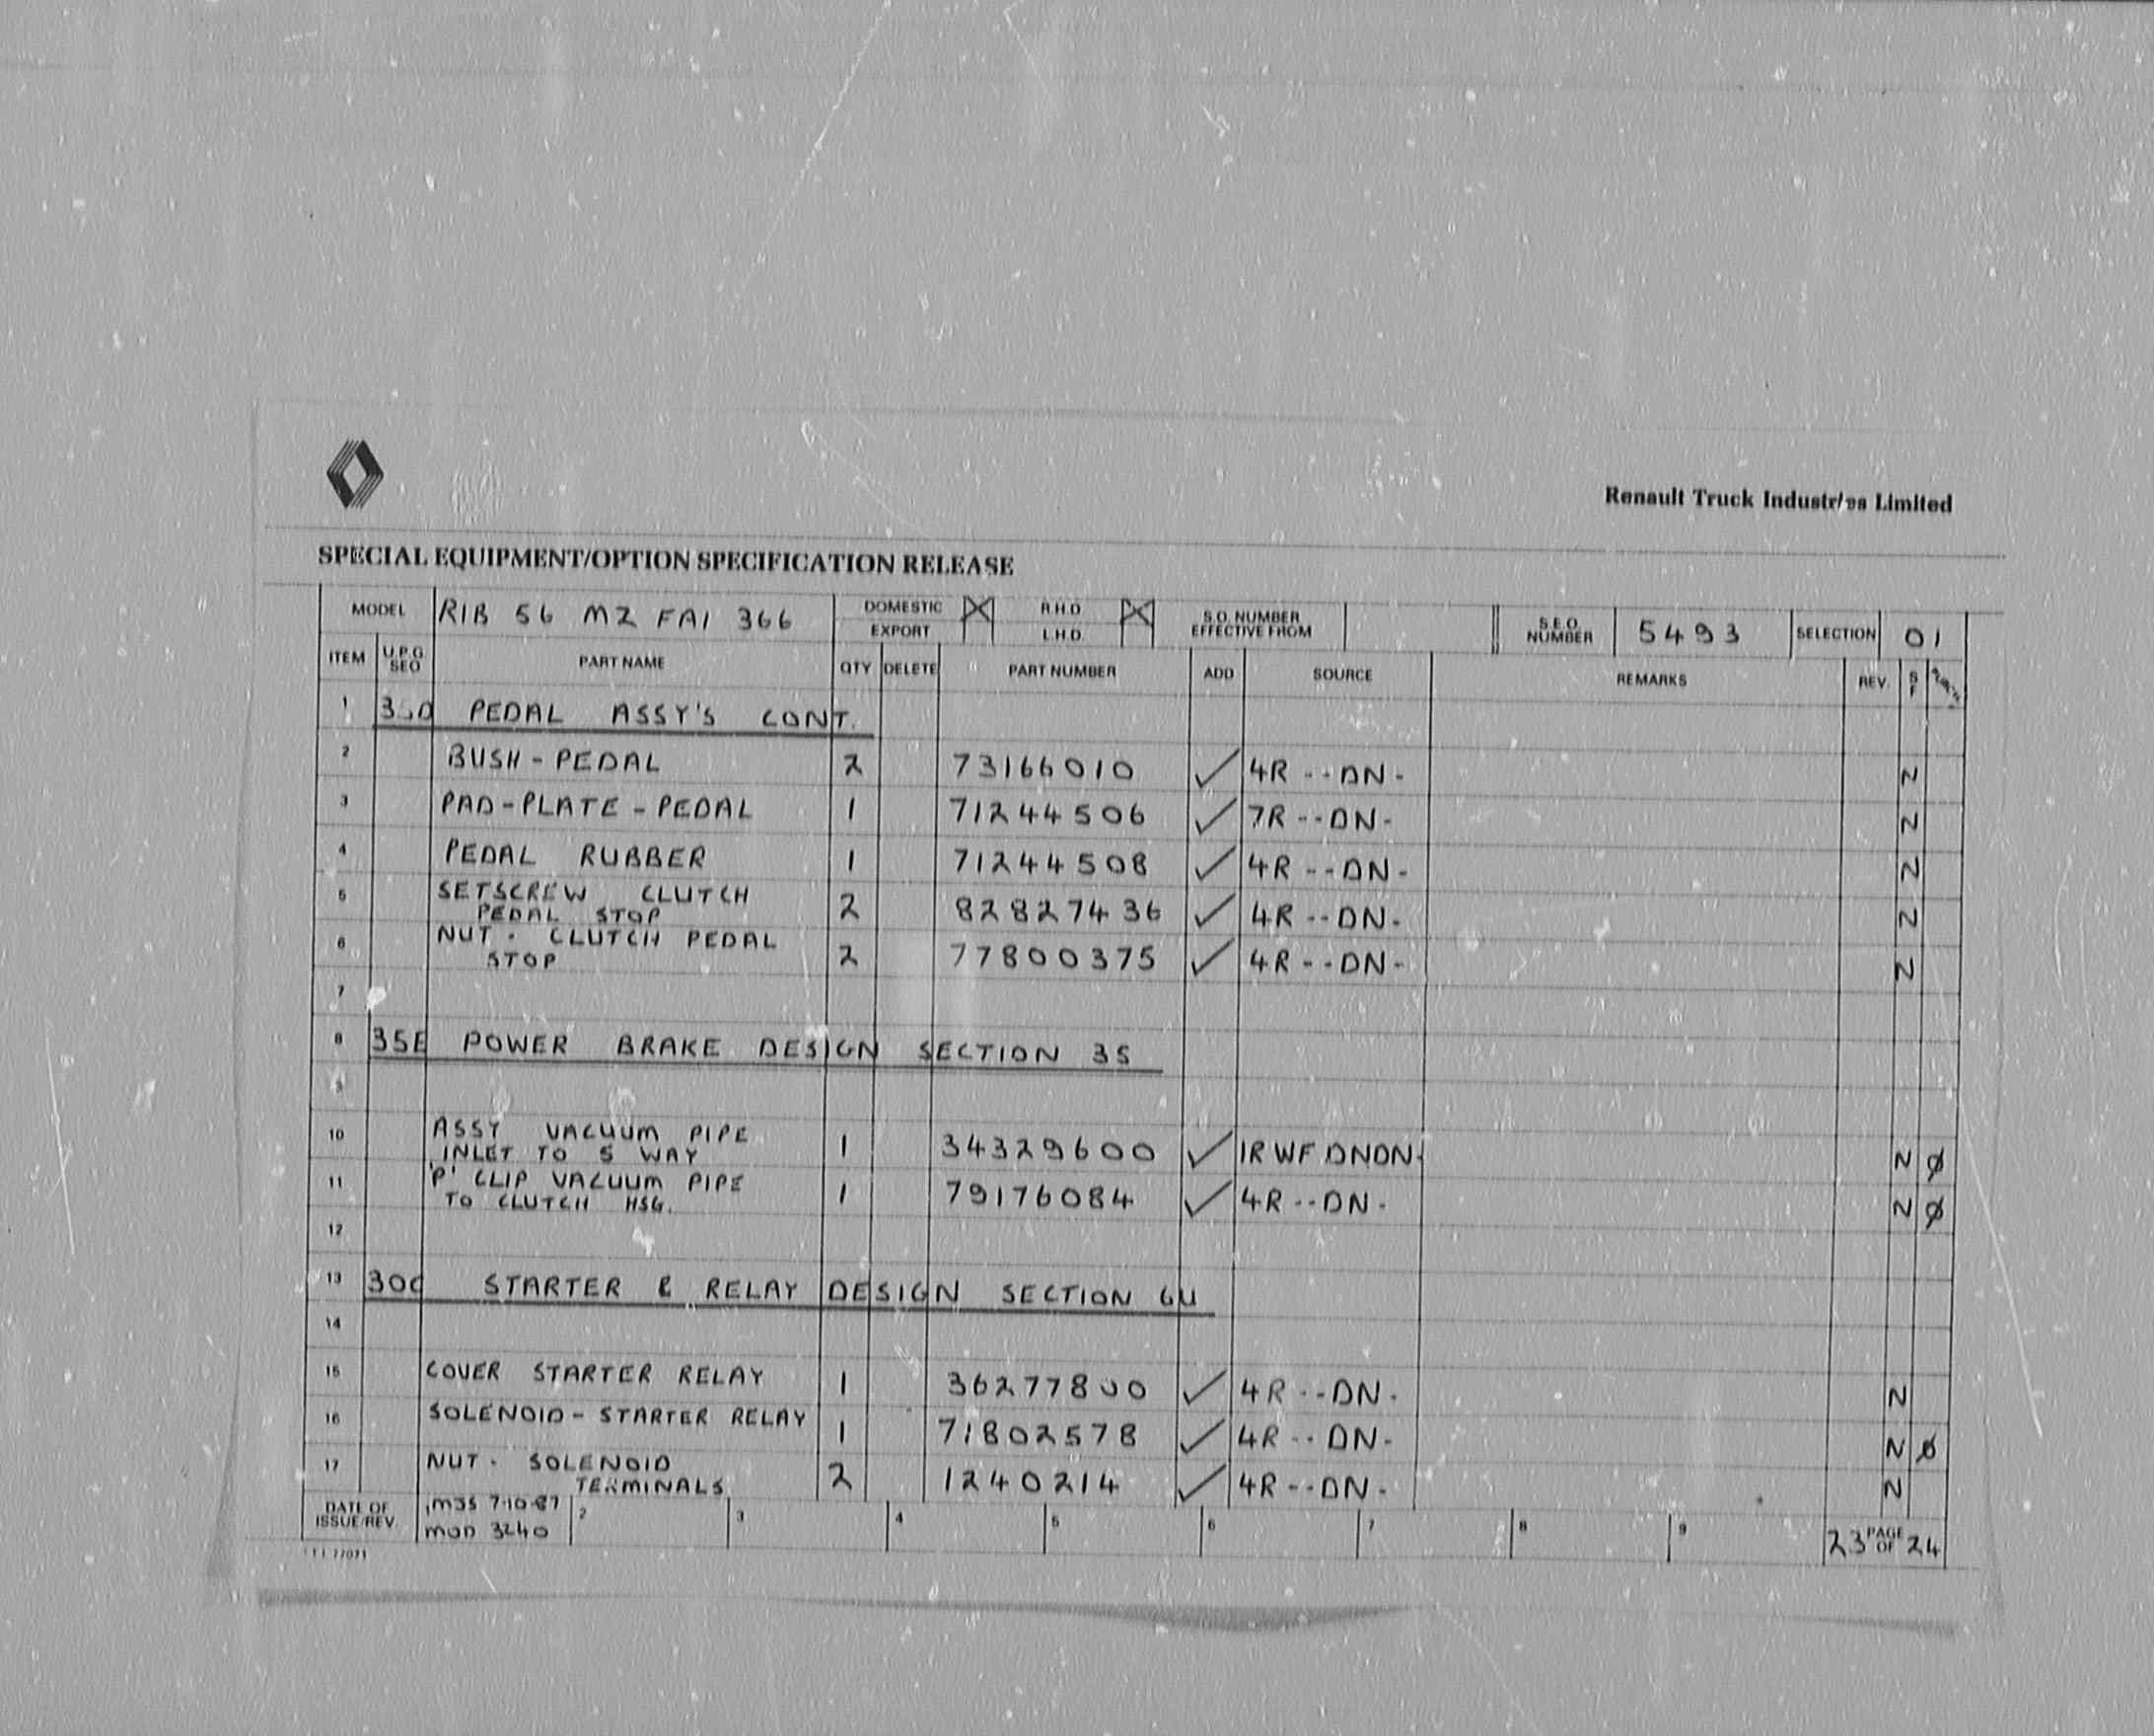 Renault Truck Industries Limited
SPECIAL EQUIPMENT/OPTION SPECIFICATION RELEASE
MODEL RIB 56 MZ FAI 366 DOMESTIC R.H.D. S.O. NUMBER EFFECTIVE FROM S.E.O. NUMBER 5493 SELECTION 01
EXPORT L.H.D.
ITEM U.P.G. SEO PART NAME QTY DELETE PART NUMBER ADD SOURCE REMARKS REV. S F
1 PEDAL ASSY'S CONT.
2 BUSH - PEDAL 2 73166010 ✓ 4R --DN- N
3 PAD-PLATE-PEDAL 1 71244506 ✓ 7R --DN- N
4 PEDAL RUBBER 1 71244508 ✓ 4R --DN- N
5 SETSCREW CLUTCH
PEDAL STOP 2 82827436 ✓ 4R --DN- N
6 NUT - CLUTCH PEDAL
STOP 2 77800375 ✓ 4R --DN- N
7
8 35E POWER BRAKE DESIGN SECTION 35
9
10 ASSY VACUUM PIPE
INLET TO 5 WAY 1 34329600 ✓ 1RWFDNDN- N Ø
11 'P' CLIP VACUUM PIPE
TO CLUTCH HSG. 1 79176084 ✓ 4R --DN- N Ø
12
13 30C STARTER & RELAY DESIGN SECTION 6U
14
15 COVER STARTER RELAY 1 36277800 ✓ 4R --DN- N
16 SOLENOID - STARTER RELAY 1 71802578 ✓ 4R --DN- N Ø
17 NUT - SOLENOID
TERMINALS 2 1240214 ✓ 4R --DN- N
DATE OF ISSUE/REV. 7-10-87 2 3 4 5 6 7 8 9 23 PAGE OF 24
MOD 3240